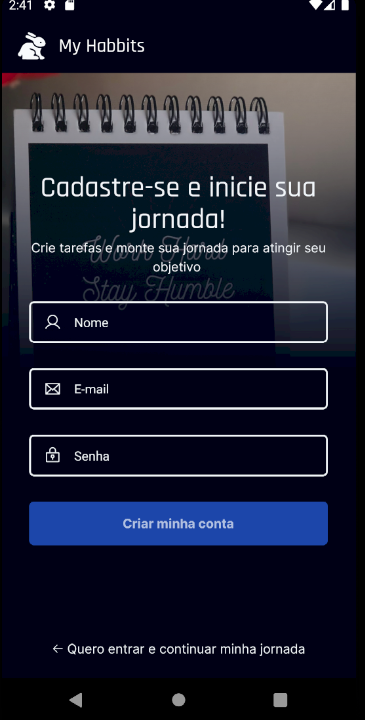 2:41
My Habbits
Cadastre-se e inicie sua
jornada!
Work Hard
Crie tarefas e monte sua jornada para atingir seu
objetivo
Stay Humble
Nome
E-mail
Senha
Criar minha conta
← Quero entrar e continuar minha jornada